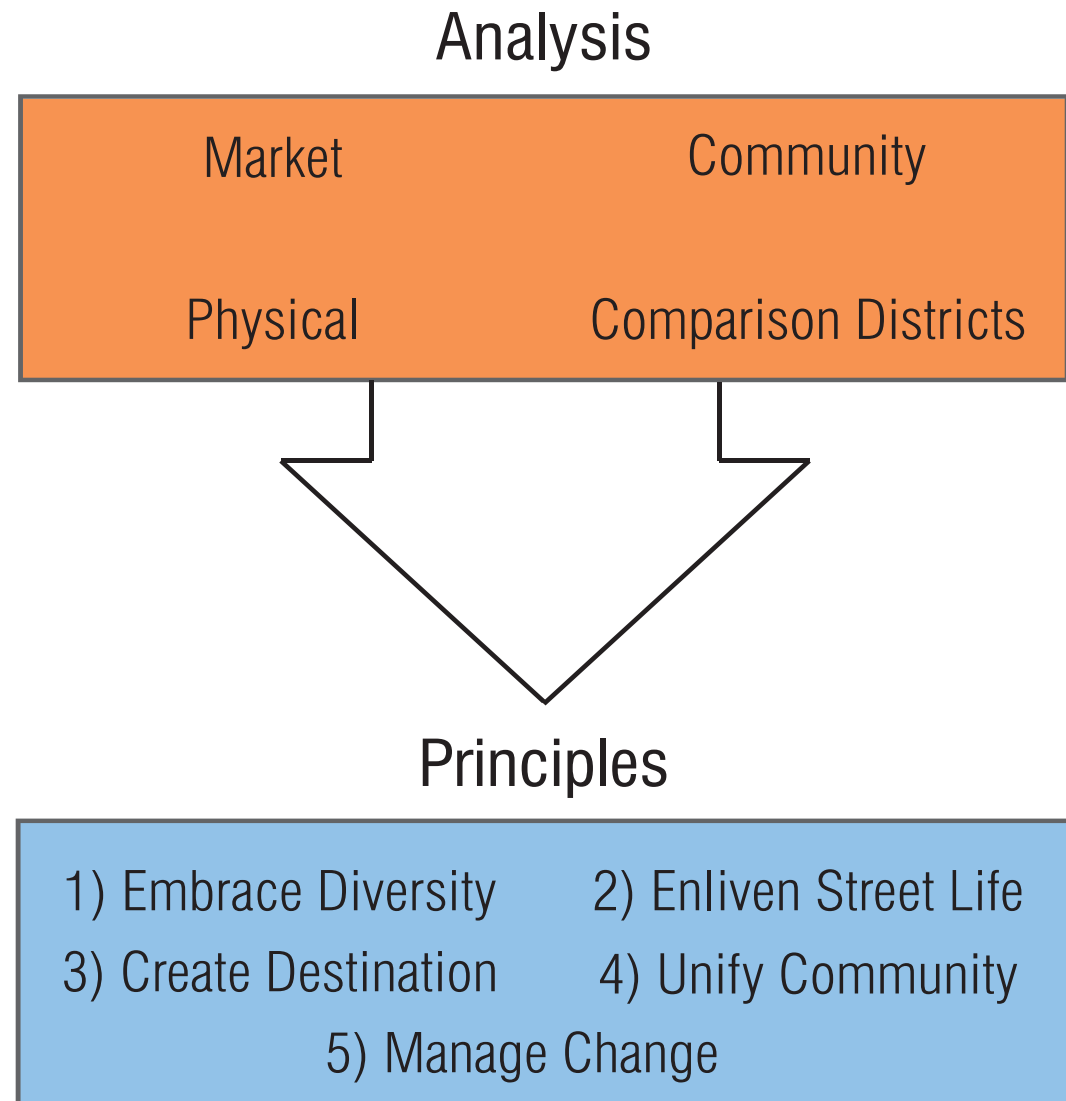 Analysis
Market Community
Physical Comparison Districts
Principles
1) Embrace Diversity 2) Enliven Street Life
3) Create Destination 4) Unify Community
5) Manage Change